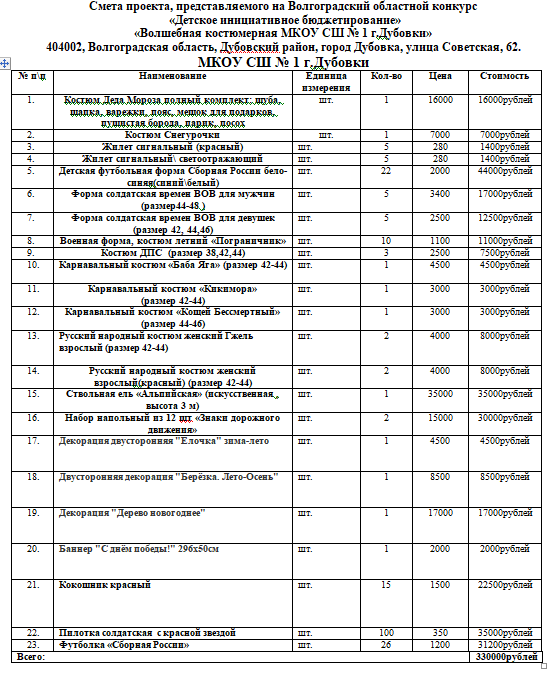 Смета проекта, представляемого на Волгоградский областной конкурс
«Детское инициативное бюджетирование»
«Волшебная костюмерная МКОУ СШ № 1 г.Дубовки»
404002, Волгоградская область, Дубовский район, город Дубовка, улица Советская, 62.
МКОУ СШ № 1 г.Дубовки
№ п\д Наименование Единица измерения Кол-во Цена Стоимость
1. Костюм Деда Мороза полный комплект: шуба, шт. 1 16000 16000рублей
шапка, варежки, пояс, мешок для подарков,
пушистая борода, парик, посох
2. Костюм Снегурочки шт. 1 7000 7000рублей
3. Жилет сигнальный (красный) шт. 5 280 1400рублей
4. Жилет сигнальный\ светоотражающий шт. 5 280 1400рублей
5. Детская футбольная форма Сборная России бело- шт. 22 2000 44000рублей
синяя(синий\белый)
6. Форма солдатская времен ВОВ для мужчин шт. 5 3400 17000рублей
(размер44-48.)
7. Форма солдатская времен ВОВ для девушек шт. 5 2500 12500рублей
(размер 42, 44,46)
8. Военная форма, костюм летний «Пограничник» шт. 10 1100 11000рублей
9. Костюм ДПС (размер 38,42,44) шт. 3 2500 7500рублей
10. Карнавальный костюм «Баба Яга» (размер 42-44) шт. 1 4500 4500рублей
11. Карнавальный костюм «Кикимора» шт. 1 3000 3000рублей
(размер 42-44)
12. Карнавальный костюм «Кощей Бессмертный» шт. 1 3000 3000рублей
(размер 44-46)
13. Русский народный костюм женский Гжель шт. 2 4000 8000рублей
взрослый (размер 42-44)
14. Русский народный костюм женский шт. 2 4000 8000рублей
взрослый(красный) (размер 42-44)
15. Ствольная ель «Альпийская» (искусственная., шт. 1 35000 35000рублей
высота 3 м)
16. Набор напольный из 12 шт. «Знаки дорожного шт. 2 15000 30000рублей
движения»
17. Декорация двусторонняя "Елочка" зима-лето шт. 1 4500 4500рублей
18. Двусторонняя декорация "Берёзка. Лето-Осень" шт. 1 8500 8500рублей
19. Декорация "Дерево новогоднее" шт. 1 17000 17000рублей
20. Баннер "С днём победы!" 296х50см шт. 1 2000 2000рублей
21. Кокошник красный шт. 15 1500 22500рублей
22. Пилотка солдатская с красной звездой шт. 100 350 35000рублей
23. Футболка «Сборная России» шт. 26 1200 31200рублей
Всего: 330000рублей